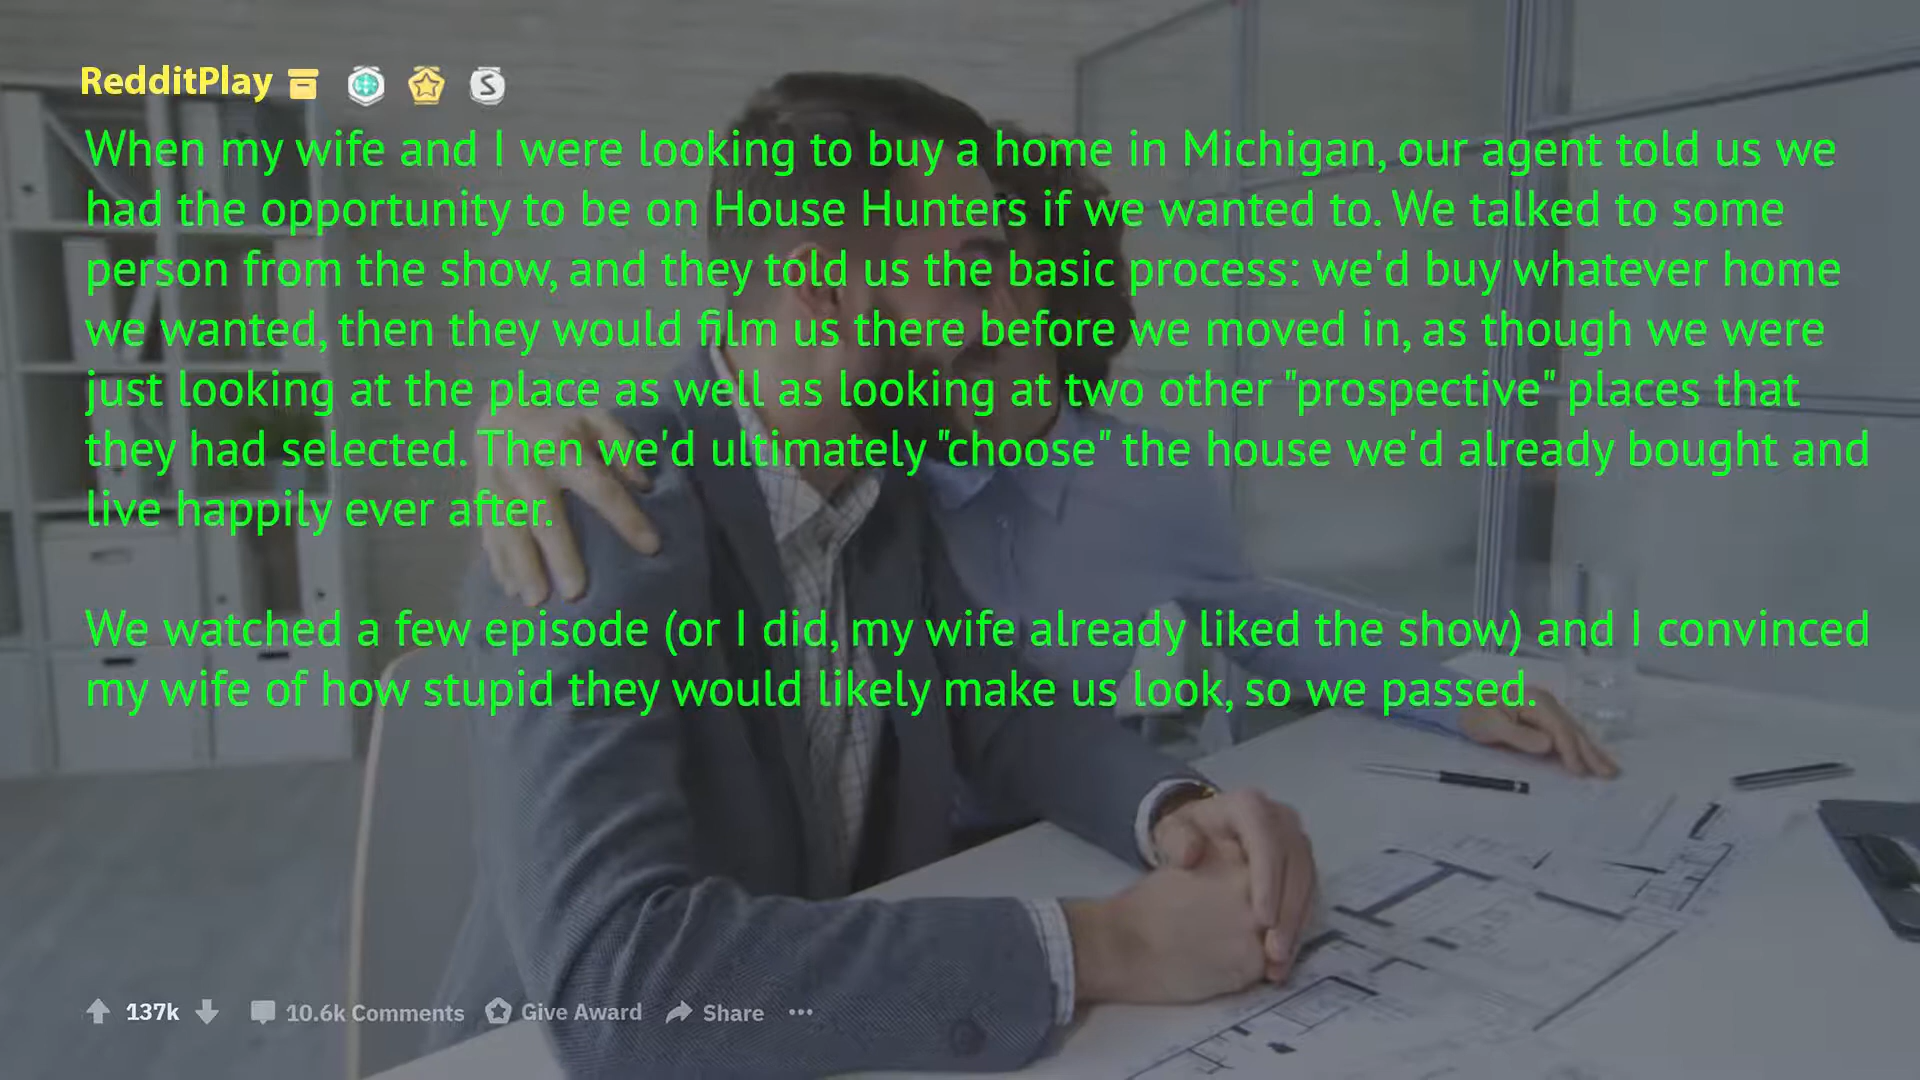 RedditPlay
When my wife and I were looking to buy a home in Michigan, our agent told us we
had the opportunity to be on House Hunters if we wanted to. We talked to some
person from the show, and they told us the basic process: we'd buy whatever home
we wanted, then they would film us there before we moved in, as though we were
just looking at the place as well as looking at two other "prospective" places that
they had selected. Then we'd ultimately "choose" the house we'd already bought and
live happily ever after.
We watched a few episode (or I did, my wife already liked the show) and I convinced
my wife of how stupid they would likely make us look, so we passed.
137k 10.6k Comments Give Award Share ...